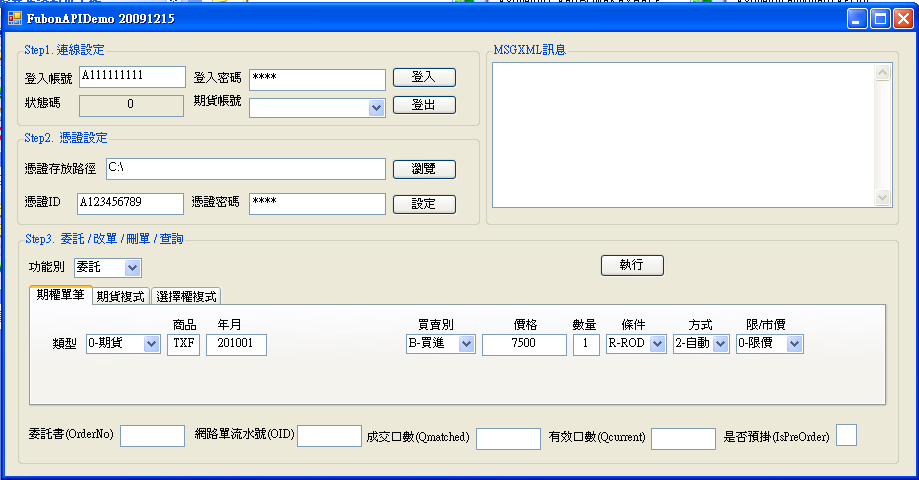 FubonAPIDemo 20091215
Step1. 連線設定
登入帳號 A111111111 登入密碼 **** 登入
狀態碼 0 期貨帳號 登出
MSGXML訊息
Step2. 憑證設定
憑證存放路徑 C:\ 瀏覽
憑證ID A123456789 憑證密碼 **** 設定
Step3. 委託 / 改單 / 刪單 / 查詢
功能別 委託 執行
期權單筆 期貨複式 選擇權複式
商品 年月 買賣別 價格 數量 條件 方式 限/市價
類型 0-期貨 TXF 201001 B-買進 7500 1 R-ROD 2-自動 0-限價
委託書(OrderNo) 網路單流水號(OID) 成交口數(Qmatched) 有效口數(Qcurrent) 是否預掛(IsPreOrder)